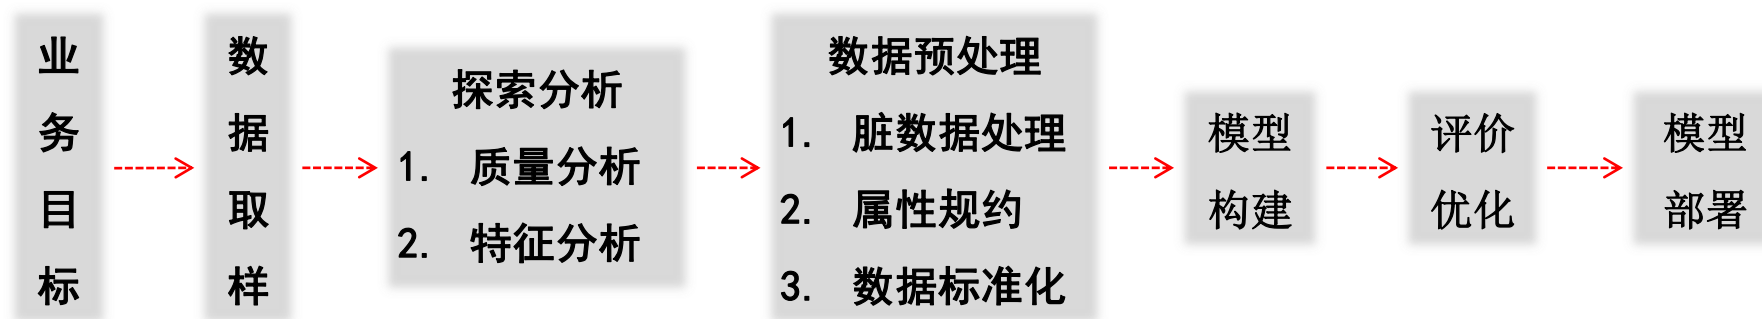 业
务
目
标
数
据
取
样
探索分析
1. 质量分析
2. 特征分析
数据预处理
1. 脏数据处理
2. 属性规约
3. 数据标准化
模型
构建
评价
优化
模型
部署